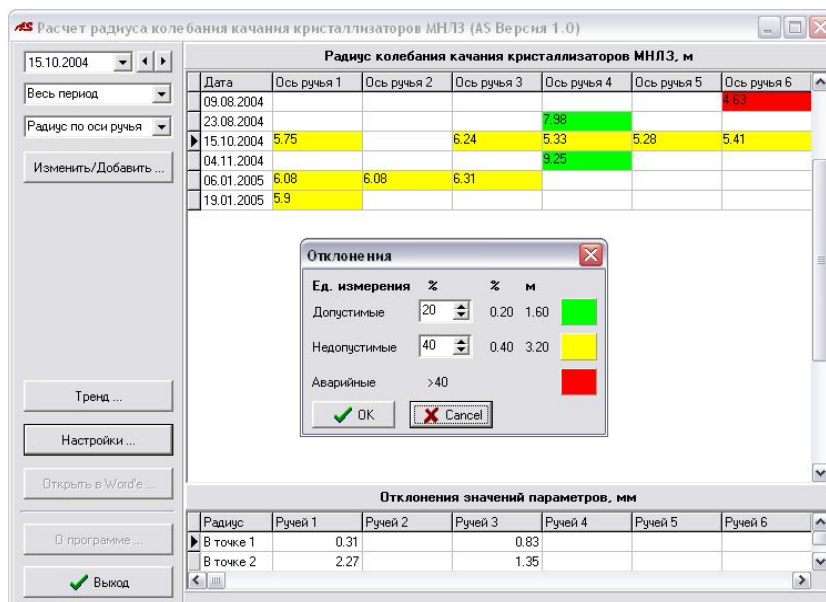 AS Расчет радиуса колебания качания кристаллизаторов МНЛЗ (AS Версия 1.0)
15.10.2004
Весь период
Радиус по оси ручья
Изменить/Добавить ...
Тренд ...
Настройки ...
Открыть в Word'е ...
О программе ...
Выход
Радиус колебания качания кристаллизаторов МНЛЗ, м
Дата Ось ручья 1 Ось ручья 2 Ось ручья 3 Ось ручья 4 Ось ручья 5 Ось ручья 6
09.08.2004 4.63
23.08.2004 7.98
15.10.2004 5.75 6.24 5.33 5.28 5.41
04.11.2004 9.25
06.01.2005 6.08 6.08 6.31
19.01.2005 5.9
Отклонения
Ед. измерения % % м
Допустимые 20 0.20 1.60
Недопустимые 40 0.40 3.20
Аварийные >40
OK Cancel
Отклонения значений параметров, мм
Радиус Ручей 1 Ручей 2 Ручей 3 Ручей 4 Ручей 5 Ручей 6
В точке 1 0.31 0.83
В точке 2 2.27 1.35